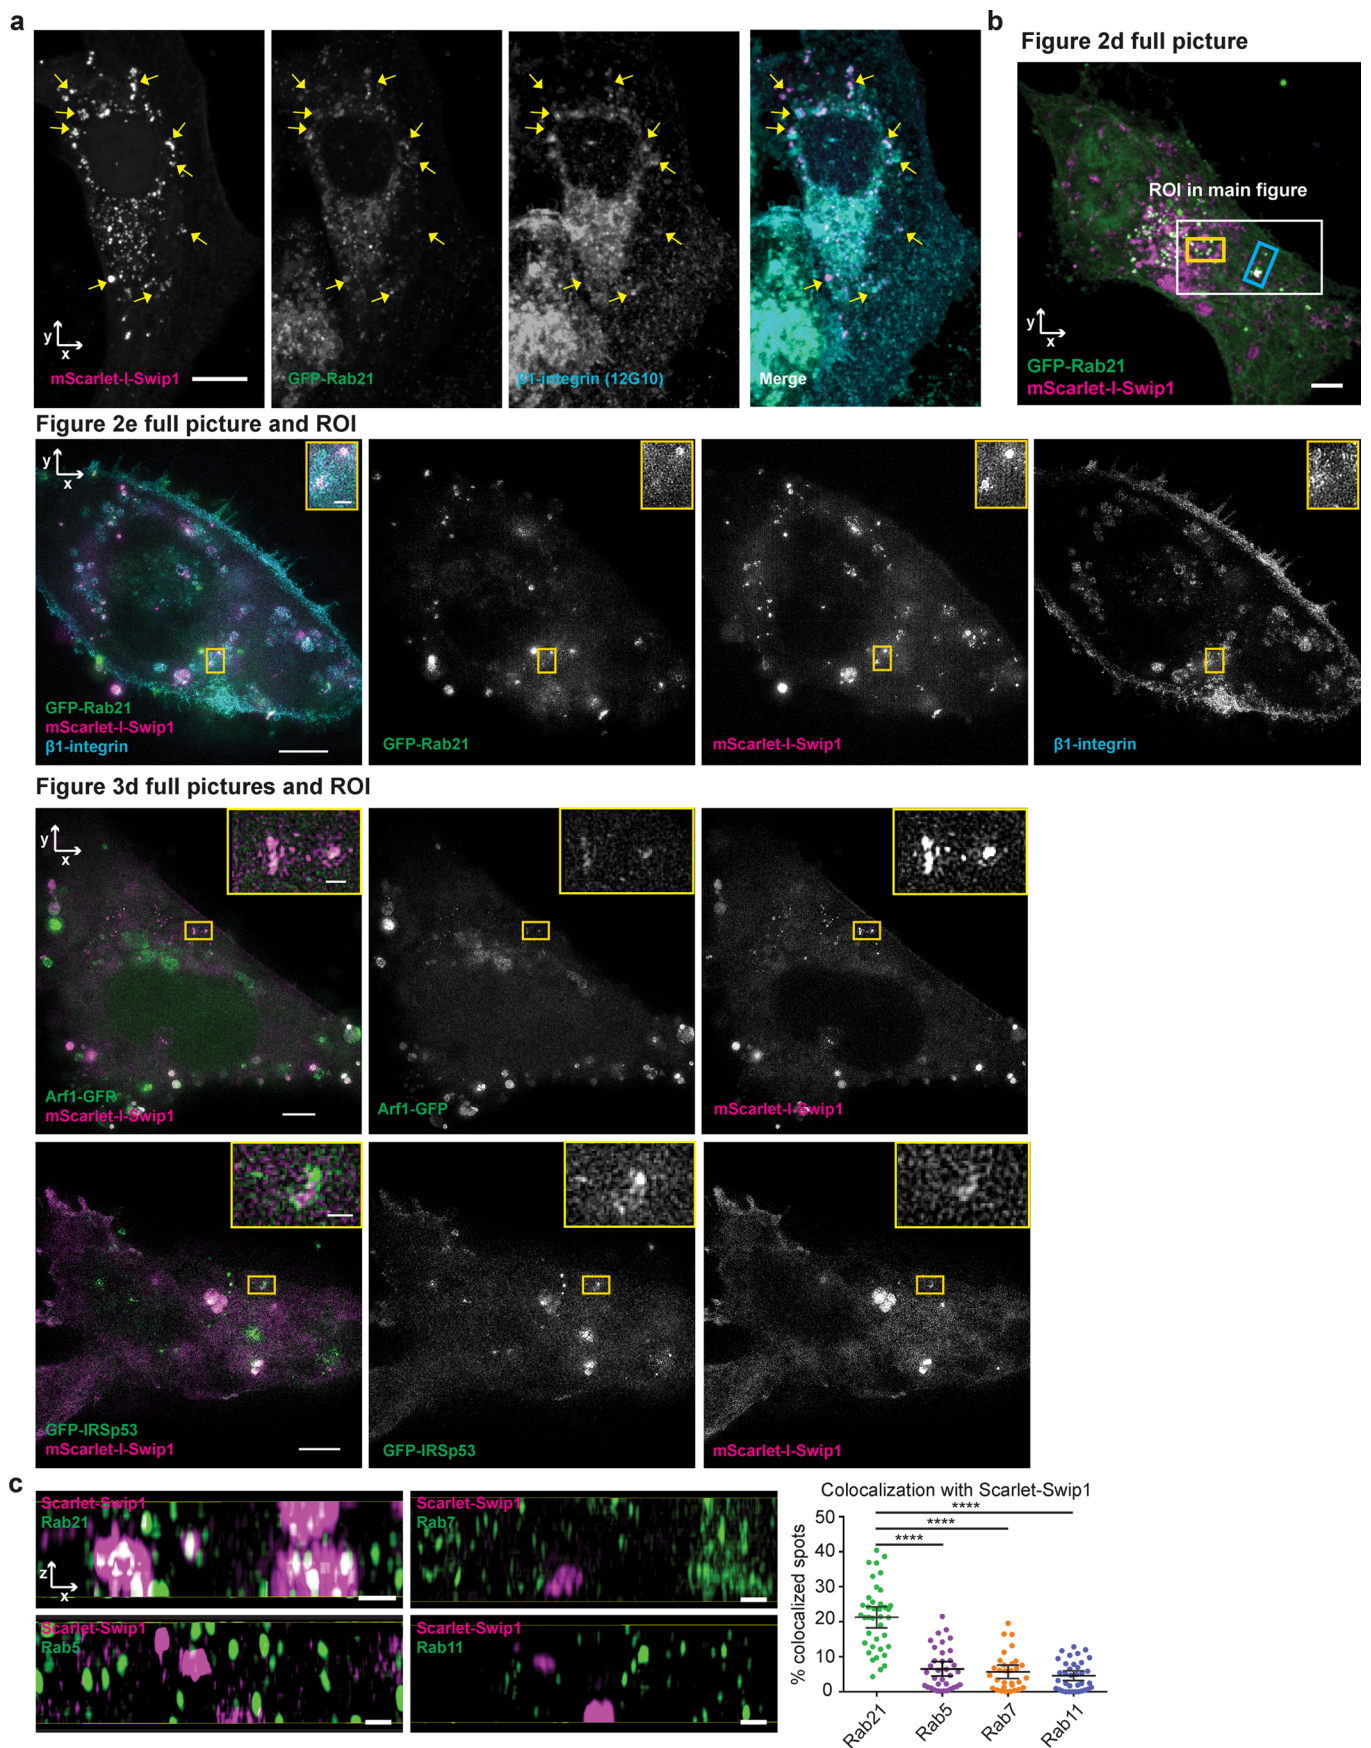 a
mScarlet-I-Swip1
y
x
GFP-Rab21
β1-integrin (12G10)
Merge
b
Figure 2d full picture
ROI in main figure
y
x
GFP-Rab21
mScarlet-I-Swip1
Figure 2e full picture and ROI
y
x
GFP-Rab21
mScarlet-I-Swip1
β1-integrin
GFP-Rab21
mScarlet-I-Swip1
β1-integrin
Figure 3d full pictures and ROI
y
x
Arf1-GFP
mScarlet-I-Swip1
Arf1-GFP
mScarlet-I-Swip1
GFP-IRSp53
mScarlet-I-Swip1
GFP-IRSp53
mScarlet-I-Swip1
c
Scarlet-Swip1
Rab21
z
x
Scarlet-Swip1
Rab7
Scarlet-Swip1
Rab5
Scarlet-Swip1
Rab11
Colocalization with Scarlet-Swip1
****
****
****
% colocalized spots
50
40
30
20
10
0
Rab21
Rab5
Rab7
Rab11